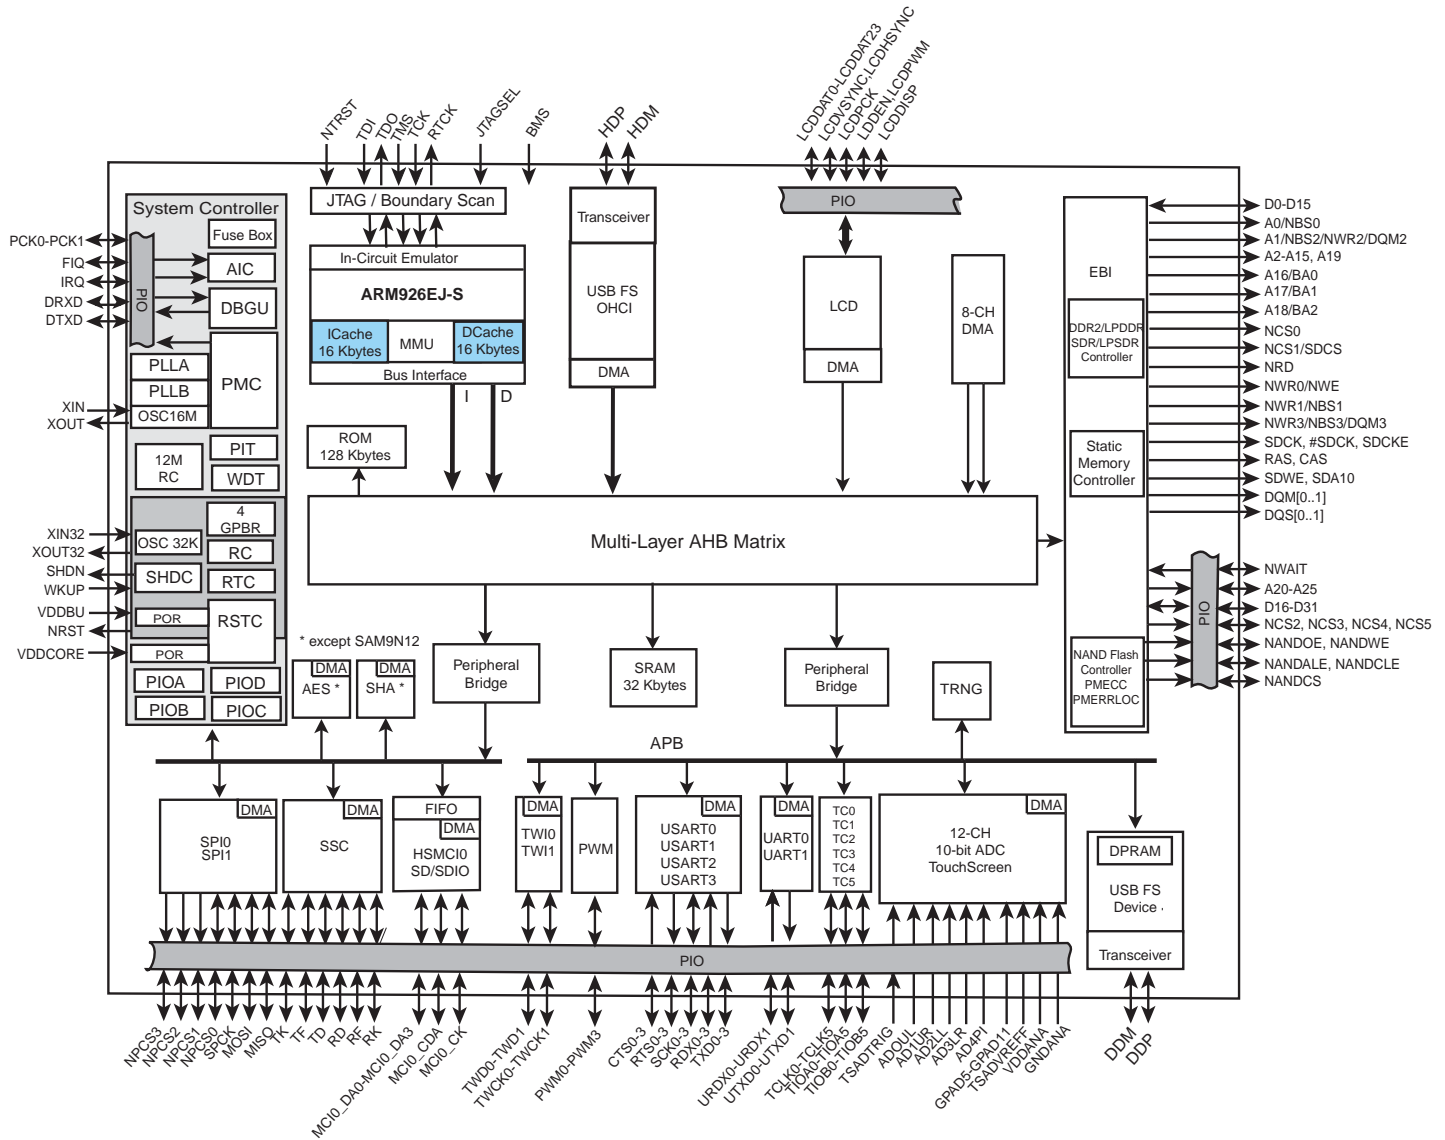 NTRST
TDI
TDO
TMS
TCK
RTCK
JTAGSEL
BMS
HDP
HDM
LCDDAT0-LCDDAT23
LCDVSYNC,LCDHSYNC
LCDPCK
LDDEN,LCDPWM
LCDDISP
System Controller
Fuse Box
AIC
DBGU
PIO
PLLA
PLLB
OSC16M
PMC
12M
RC
PIT
WDT
4
GPBR
OSC 32K
RC
SHDC
RTC
POR
RSTC
POR
PIOA
PIOD
PIOB
PIOC
PCK0-PCK1
FIQ
IRQ
DRXD
DTXD
XIN
XOUT
XIN32
XOUT32
SHDN
WKUP
VDDBU
NRST
VDDCORE
JTAG / Boundary Scan
In-Circuit Emulator
ARM926EJ-S
ICache
16 Kbytes
MMU
DCache
16 Kbytes
Bus Interface
I
D
ROM
128 Kbytes
Transceiver
USB FS
OHCI
DMA
PIO
LCD
DMA
8-CH
DMA
EBI
DDR2/LPDDR
SDR/LPSDR
Controller
Static
Memory
Controller
NAND Flash
Controller
PMECC
PMERRLOC
PIO
D0-D15
A0/NBS0
A1/NBS2/NWR2/DQM2
A2-A15, A19
A16/BA0
A17/BA1
A18/BA2
NCS0
NCS1/SDCS
NRD
NWR0/NWE
NWR1/NBS1
NWR3/NBS3/DQM3
SDCK, #SDCK, SDCKE
RAS, CAS
SDWE, SDA10
DQM[0..1]
DQS[0..1]
NWAIT
A20-A25
D16-D31
NCS2, NCS3, NCS4, NCS5
NANDOE, NANDWE
NANDALE, NANDCLE
NANDCS
Multi-Layer AHB Matrix
* except SAM9N12
DMA
AES *
DMA
SHA *
Peripheral
Bridge
SRAM
32 Kbytes
Peripheral
Bridge
TRNG
APB
DMA
SPI0
SPI1
DMA
SSC
FIFO
DMA
HSMCI0
SD/SDIO
DMA
TWI0
TWI1
PWM
DMA
USART0
USART1
USART2
USART3
DMA
UART0
UART1
TC0
TC1
TC2
TC3
TC4
TC5
DMA
12-CH
10-bit ADC
TouchScreen
DPRAM
USB FS
Device
Transceiver
PIO
NPCS3
NPCS2
NPCS1
NPCS0
SPCK
MOSI
MISO
TK
TF
TD
RD
RF
RK
MCI0_DA0-MCI0_DA3
MCI0_CDA
MCI0_CK
TWD0-TWD1
TWCK0-TWCK1
PWM0-PWM3
CTS0-3
RTS0-3
SCK0-3
RDX0-3
TXD0-3
URDX0-URDX1
UTXD0-UTXD1
TCLK0-TCLK5
TIOA0-TIOA5
TIOB0-TIOB5
TSADTRIG
ADOUL
AD1UR
AD2LL
AD3LR
AD4PI
GPAD5-GPAD11
TSADVREFF
VDDANA
GNDANA
DDM
DDP